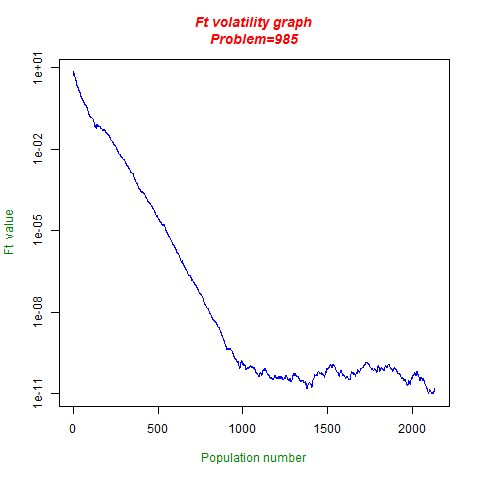 Ft volatility graph
Problem=985
1e+01
1e-02
1e-05
1e-08
1e-11
Ft value
0
500
1000
1500
2000
Population number